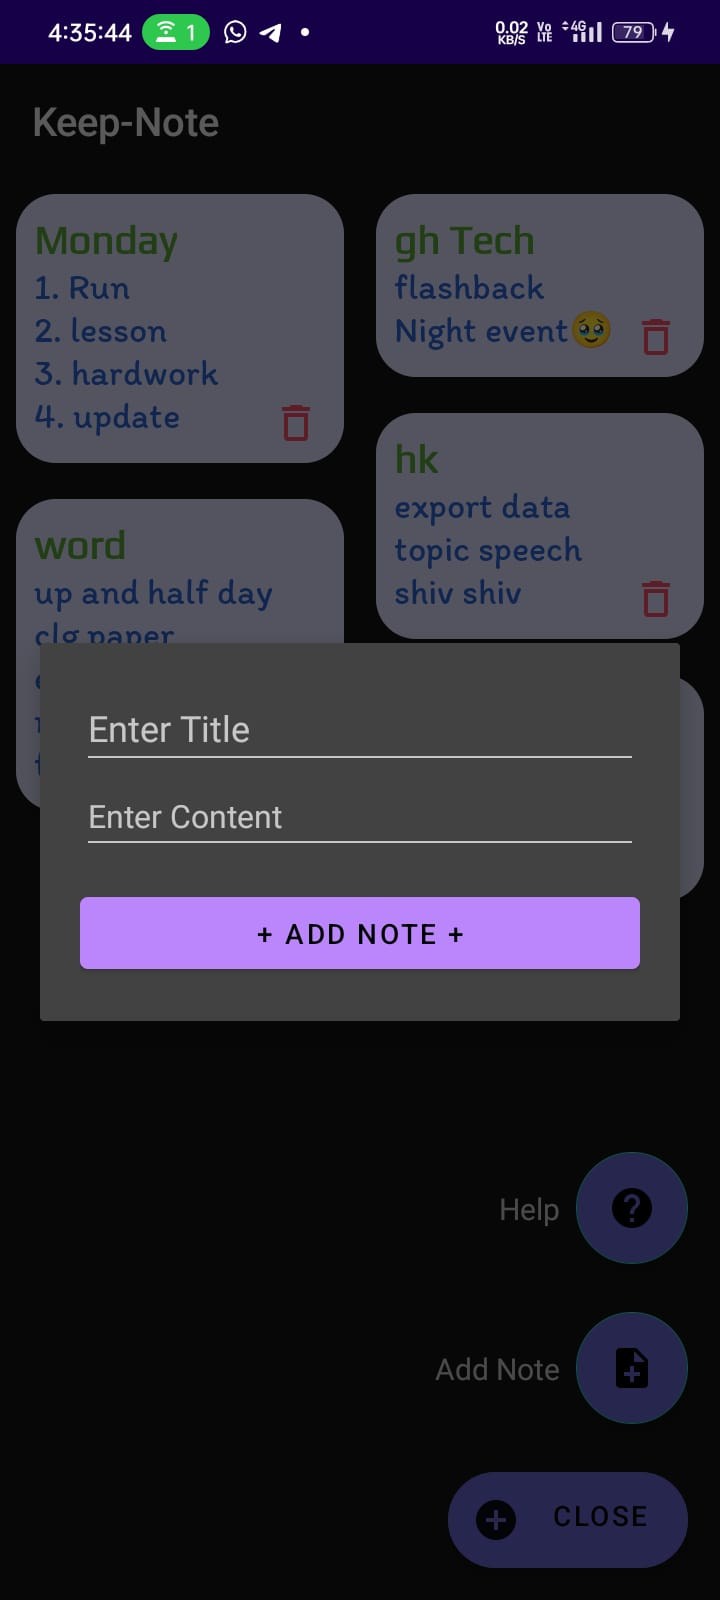 4:35:44 1 0.02 KB/S Vo LTE 4G 79
Keep-Note
Monday
1. Run
2. lesson
3. hardwork
4. update
gh Tech
flashback
Night event🥹
hk
export data
topic speech
shiv shiv
word
up and half day
clg paper
Enter Title
Enter Content
+ ADD NOTE +
Help
Add Note
CLOSE